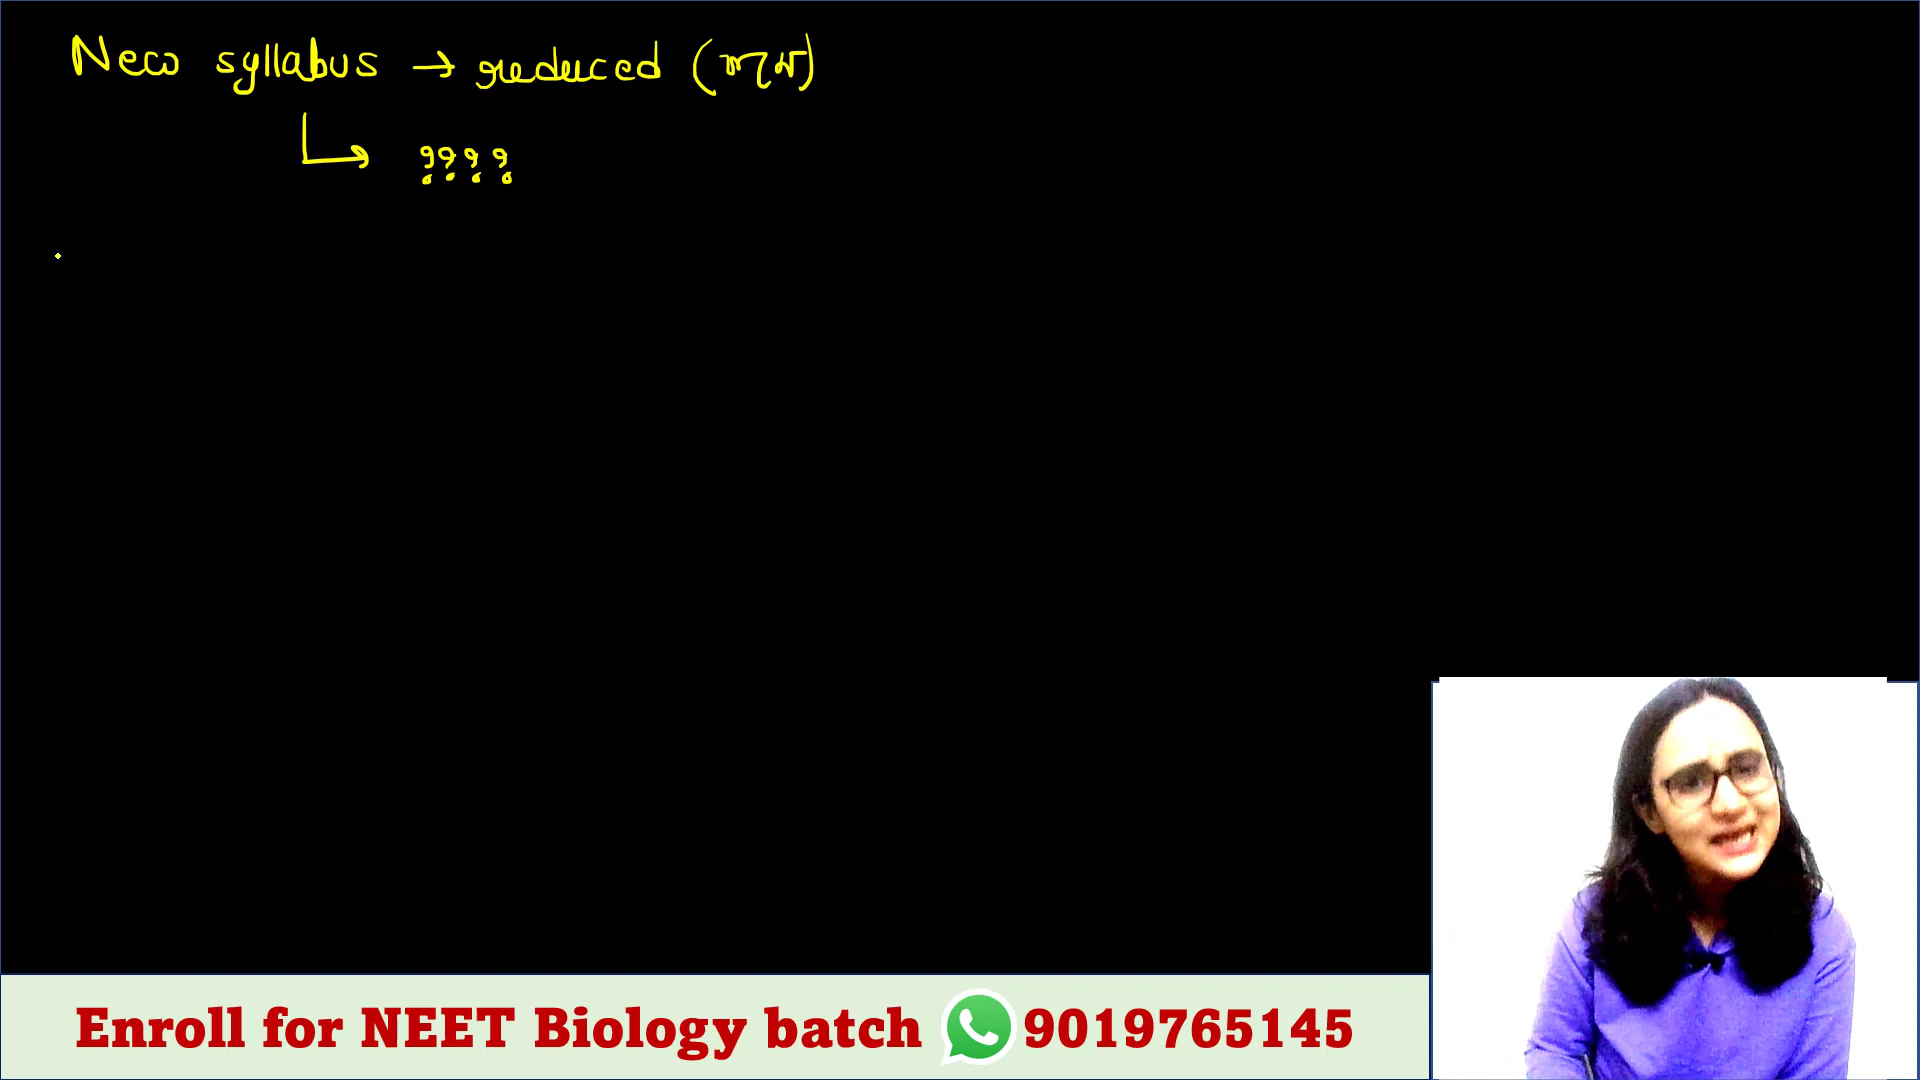 New syllabus → reduced
????
Enroll for NEET Biology batch 9019765145